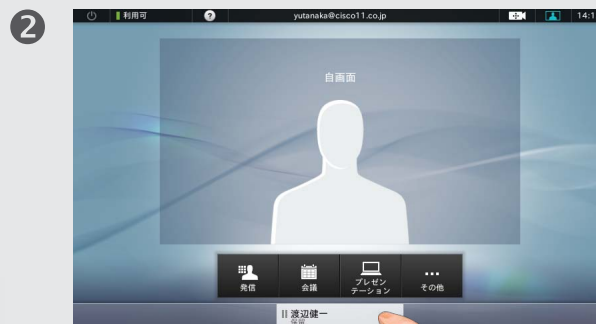 2
利用可 ? yutanaka@cisco11.co.jp 14:1
自画面
発信
会議
プレゼン
テーション
その他
渡辺健一
保留